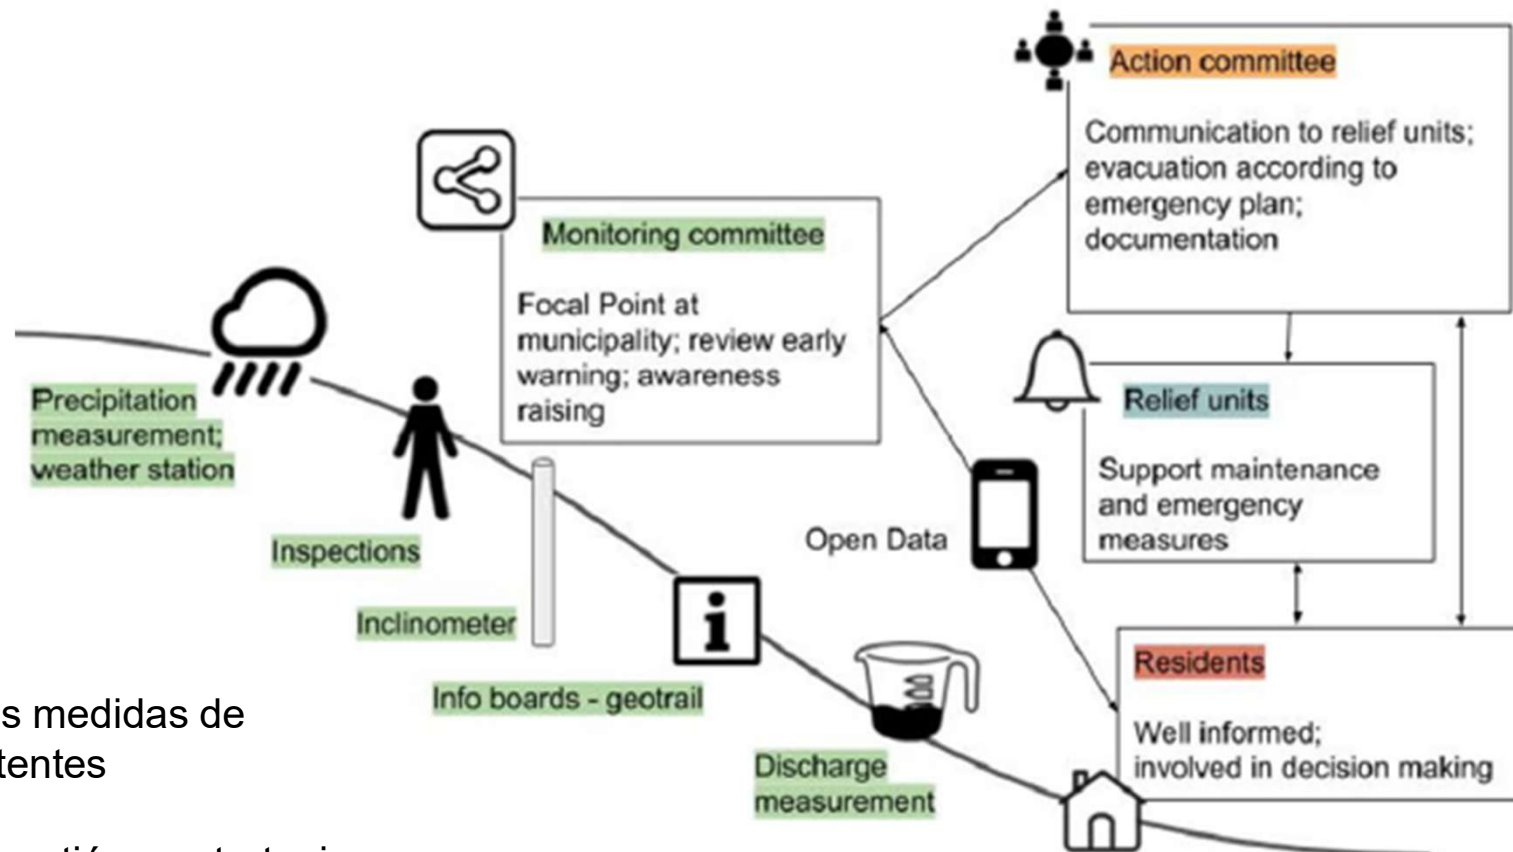 Action committee
Communication to relief units;
evacuation according to
emergency plan;
documentation
Monitoring committee
Focal Point at
municipality; review early
warning; awareness
raising
Precipitation
measurement;
weather station
Relief units
Support maintenance
and emergency
measures
Open Data
Inspections
Inclinometer
i
Info boards - geotrail
Residents
Well informed;
involved in decision making
Discharge
measurement
s medidas de
tentes